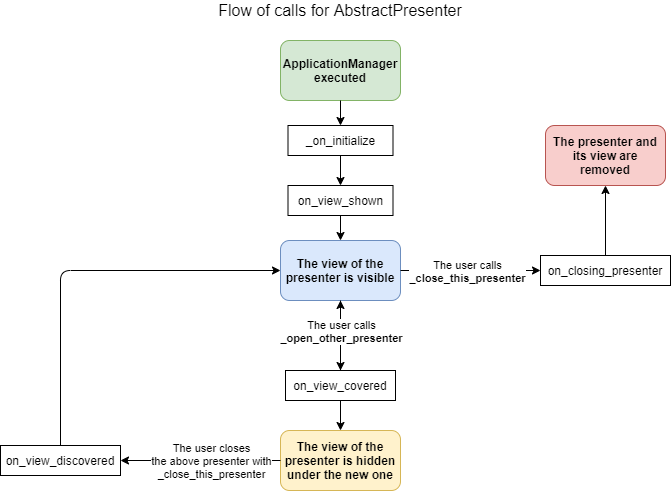 Flow of calls for AbstractPresenter
ApplicationManager
executed
_on_initialize
The presenter and
its view are
removed
on_view_shown
The view of the
presenter is visible
The user calls
_close_this_presenter
on_closing_presenter
The user calls
_open_other_presenter
on_view_covered
The view of the
presenter is hidden
under the new one
The user closes
the above presenter with
_close_this_presenter
on_view_discovered